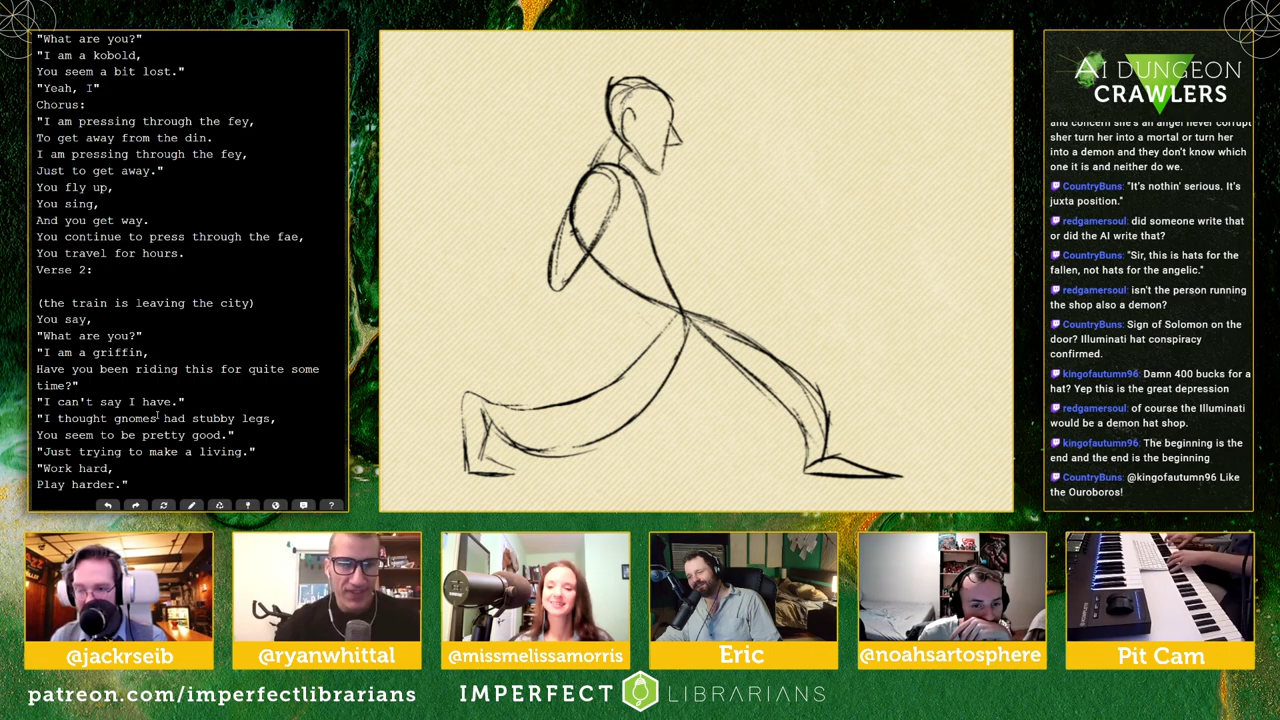 "What are you?"
"I am a kobold,
You seem a bit lost."
"Yeah, I"
Chorus:
"I am pressing through the fey,
To get away from the din.
I am pressing through the fey,
Just to get away."
You fly up,
You sing,
And you get way.
You continue to press through the fae,
You travel for hours.
Verse 2:
(the train is leaving the city)
You say,
"What are you?"
"I am a griffin,
Have you been riding this for quite some
time?"
"I can't say I have."
"I thought gnomes had stubby legs,
You seem to be pretty good."
"Just trying to make a living."
"Work hard,
Play harder."
AI DUNGEON
CRAWLERS
and concern she's an angel never corrupt
sher turn her into a mortal or turn her
into a demon and they don't know which
one it is and neither do we.
CountryBuns: "It's nothin' serious. It's
juxta position."
redgamersoul: did someone write that
or did the AI write that?
CountryBuns: "Sir, this is hats for the
fallen, not hats for the angelic."
redgamersoul: isn't the person running
the shop also a demon?
CountryBuns: Sign of Solomon on the
door? Illuminati hat conspiracy
confirmed.
kingofautumn96: Damn 400 bucks for a
hat? Yep this is the great depression
redgamersoul: of course the Illuminati
would be a demon hat shop.
kingofautumn96: The beginning is the
end and the end is the beginning
CountryBuns: @kingofautumn96 Like
the Ouroboros!
@jackrseib
@ryanwhittal
@missmelissamorris
Eric
@noahsartosphere
Pit Cam
patreon.com/imperfectlibrarians
IMPERFECT LIBRARIANS